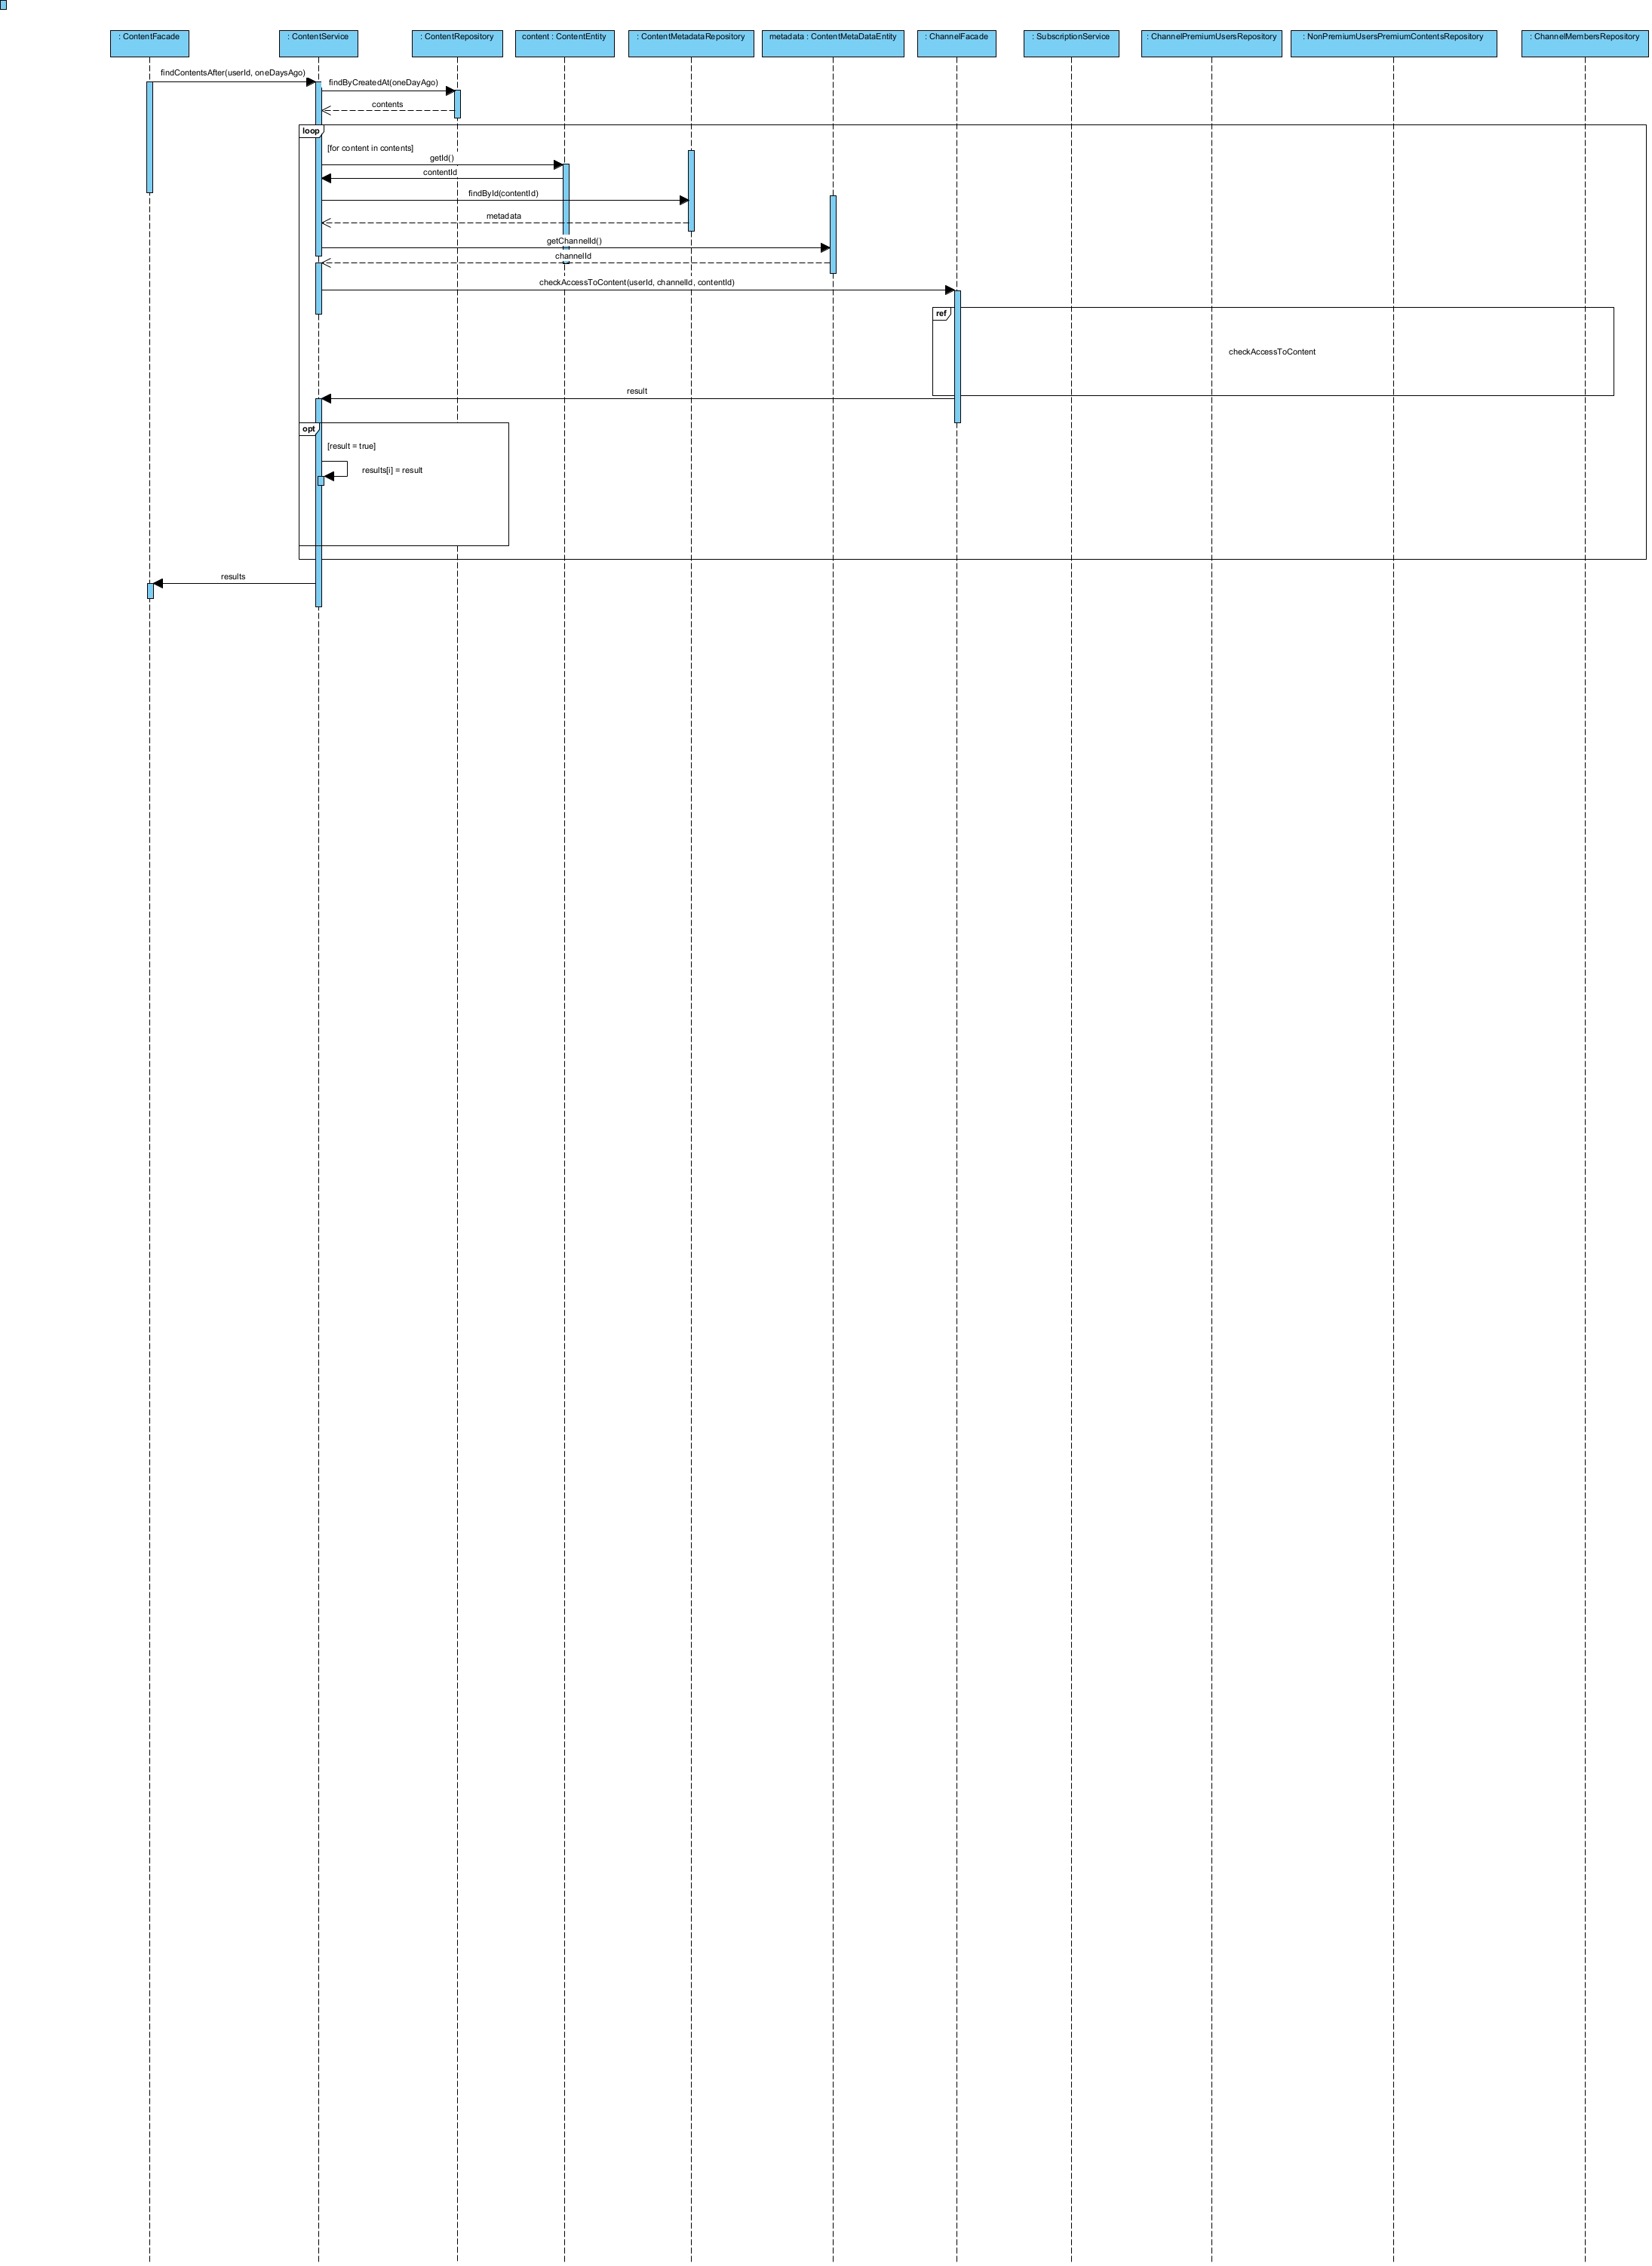 : ContentFacade
: ContentService
: ContentRepository
content : ContentEntity
: ContentMetadataRepository
metadata : ContentMetaDataEntity
: ChannelFacade
: SubscriptionService
: ChannelPremiumUsersRepository
: NonPremiumUsersPremiumContentsRepository
: ChannelMembersRepository
findContentsAfter(userId, oneDaysAgo)
findByCreatedAt(oneDayAgo)
contents
loop
[for content in contents]
getId()
contentId
findById(contentId)
metadata
getChannelId()
channelId
checkAccessToContent(userId, channelId, contentId)
ref
checkAccessToContent
result
opt
[result = true]
results[i] = result
results